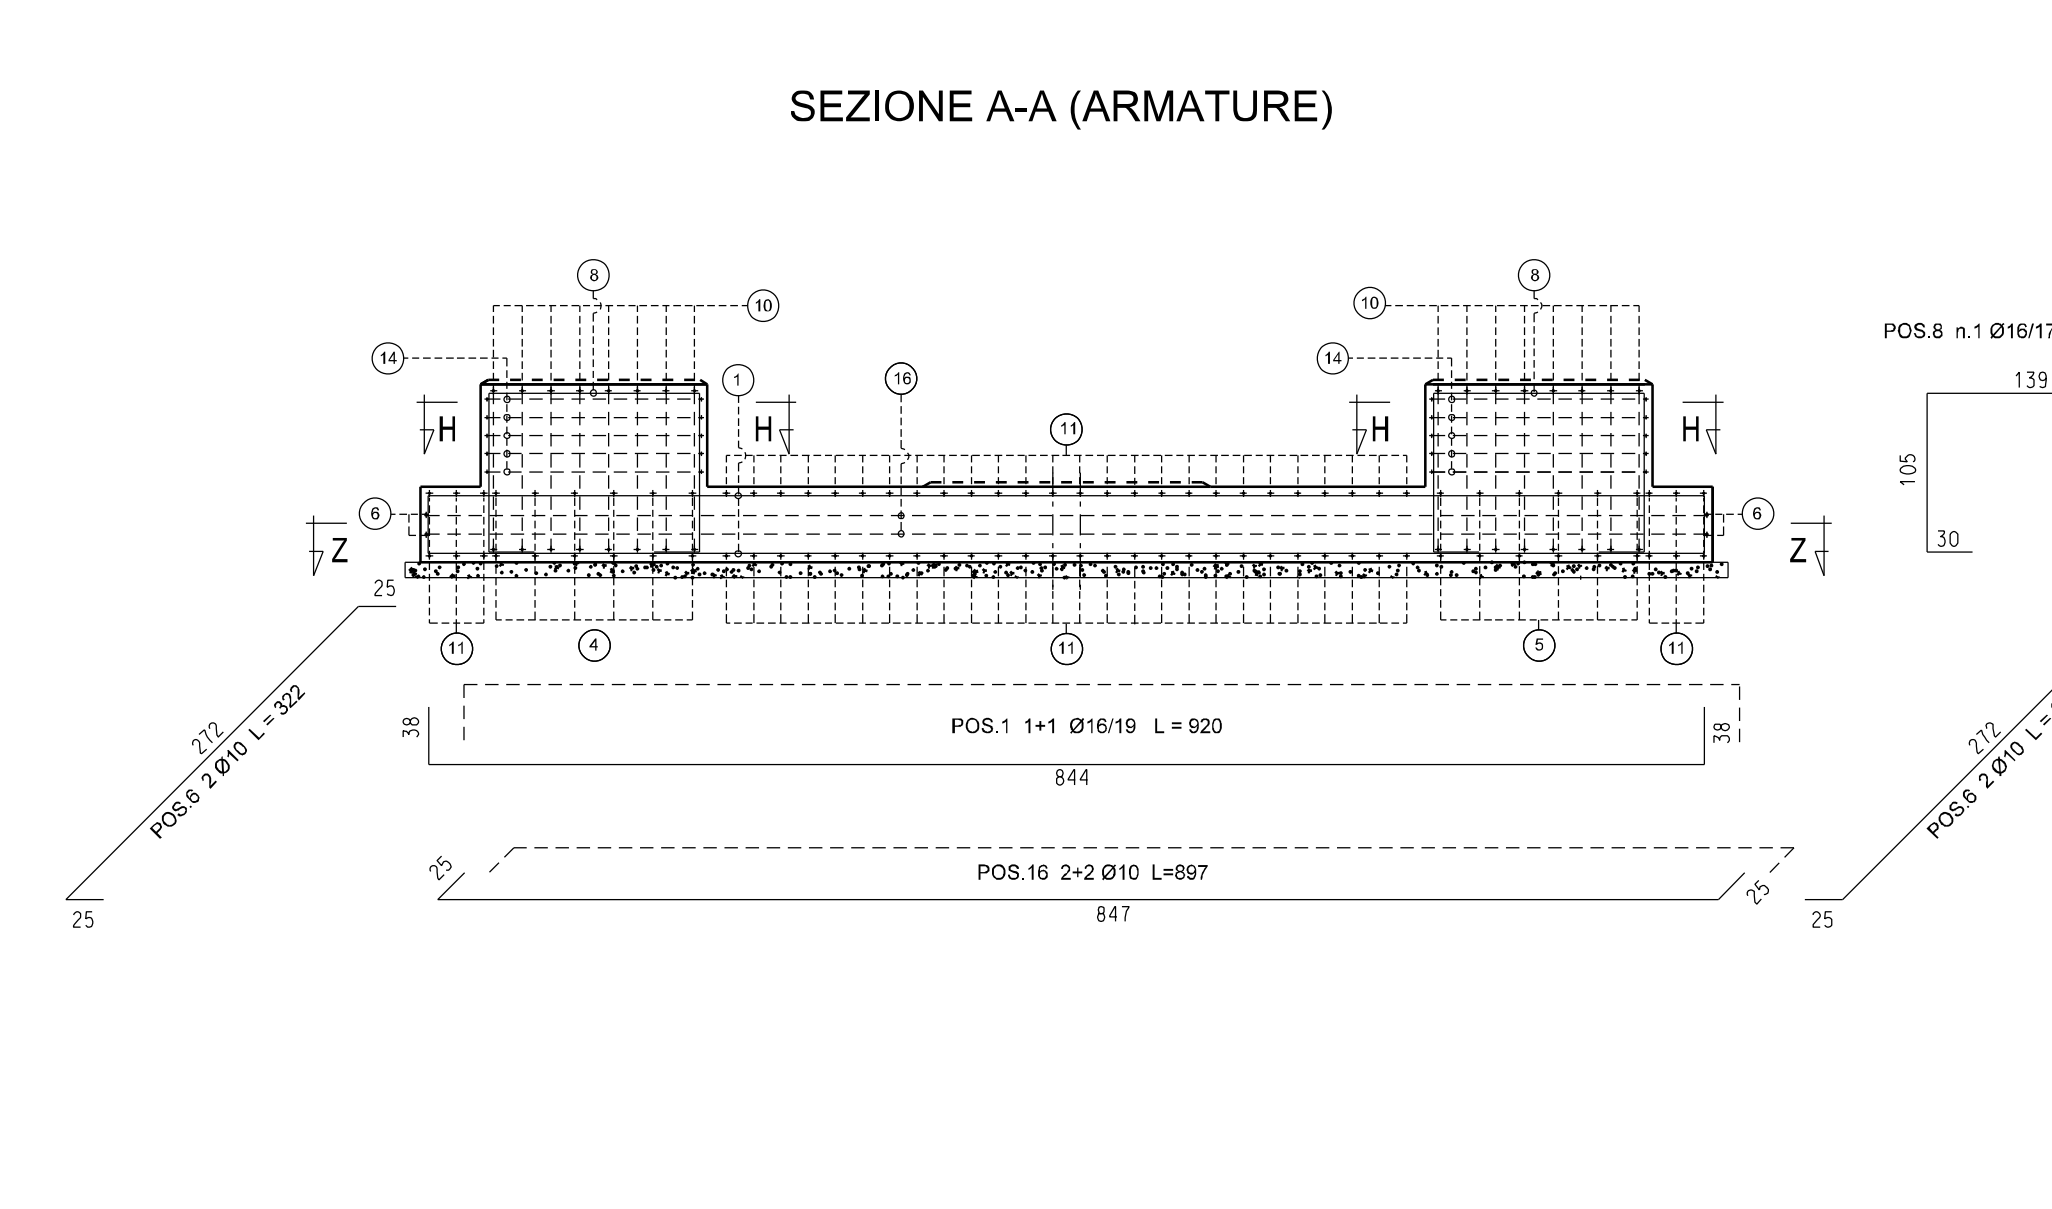 SEZIONE A-A (ARMATURE)
8
8
10
10
POS.8 n.1 Ø16/17
14
14
1
16
139
H
H
11
H
H
105
6
6
Z
Z
30
25
11
4
11
5
11
272
POS.6 2 Ø10 L = 322
38
POS.1 1+1 Ø16/19 L = 920
38
844
272
POS.6 2 Ø10 L =
25
POS.16 2+2 Ø10 L=897
25
847
25
25